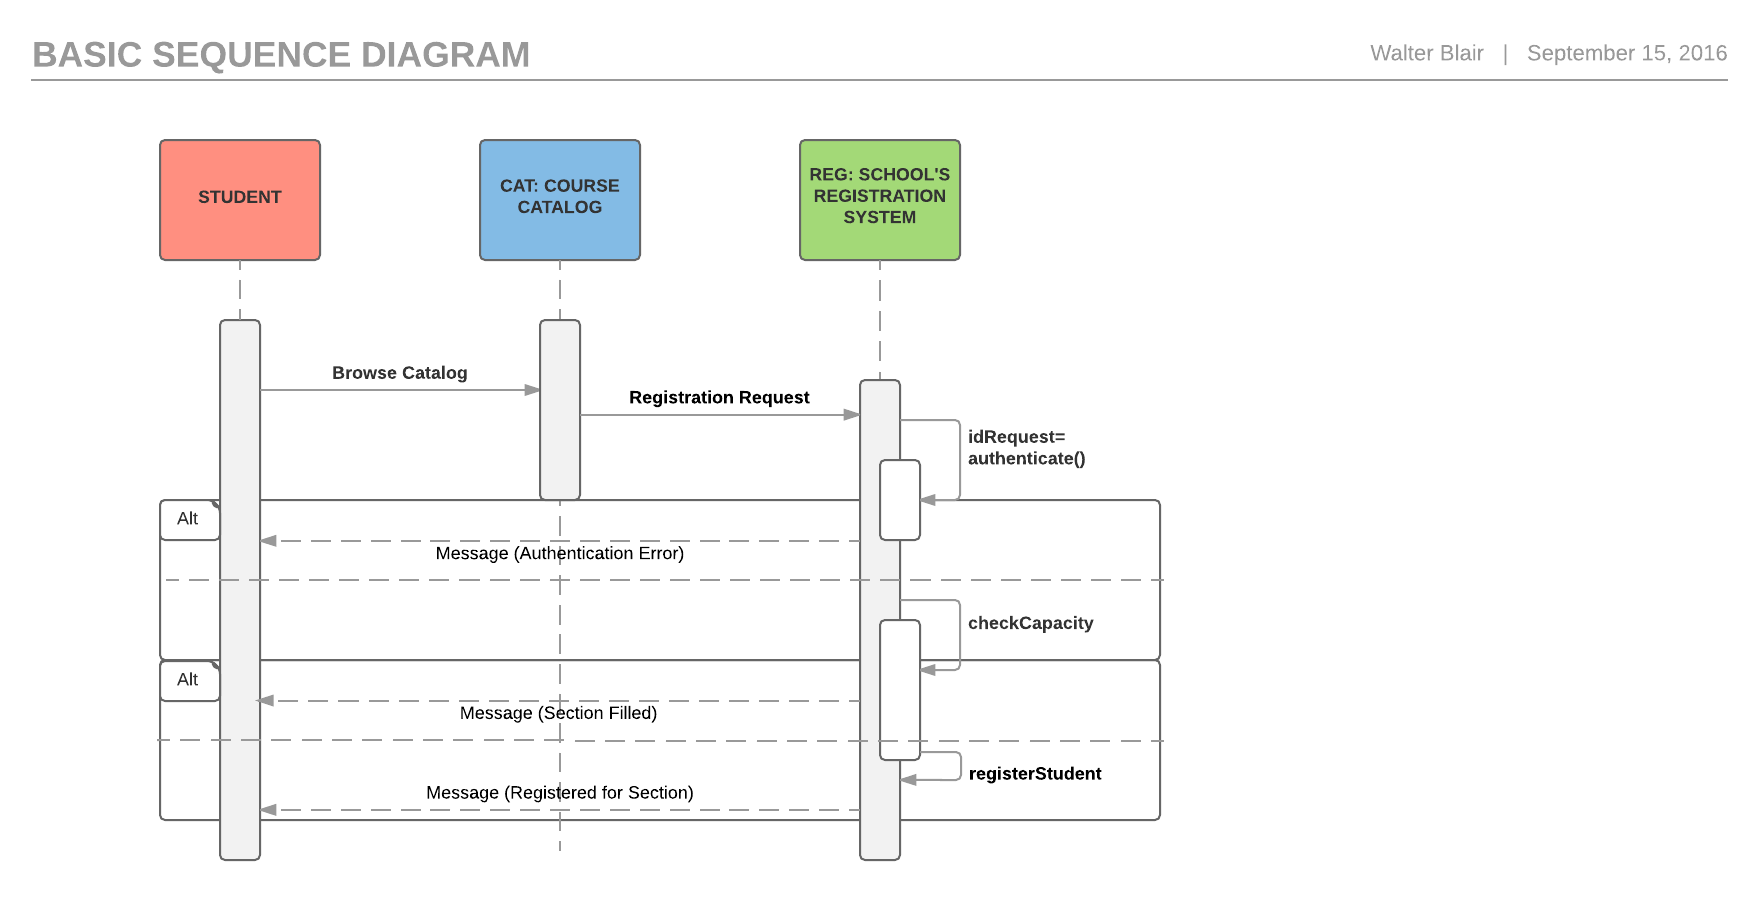 BASIC SEQUENCE DIAGRAM
Walter Blair | September 15, 2016
STUDENT
CAT: COURSE
CATALOG
REG: SCHOOL'S
REGISTRATION
SYSTEM
Browse Catalog
Registration Request
idRequest=
authenticate()
Alt
Message (Authentication Error)
checkCapacity
Alt
Message (Section Filled)
registerStudent
Message (Registered for Section)